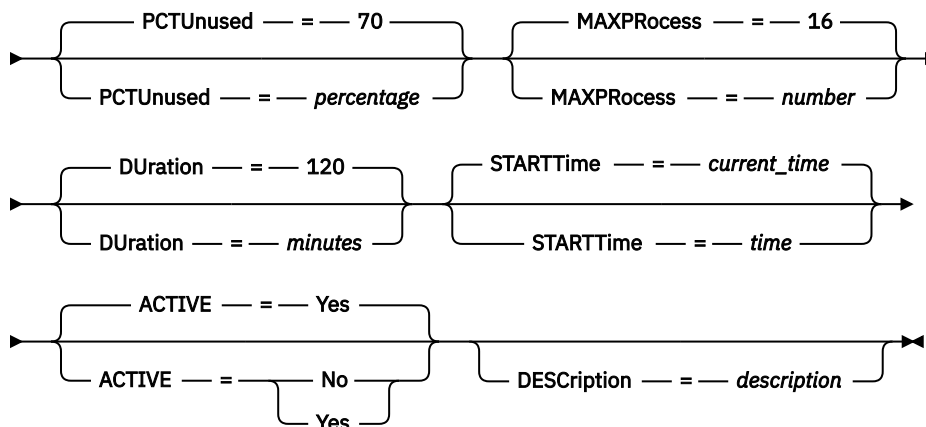 PCTUnused = 70 MAXPRocess = 16
PCTUnused = percentage MAXPRocess = number
DUration = 120 STARTTime = current_time
DUration = minutes STARTTime = time
ACTIVE = Yes
ACTIVE = No DESCription = description
Yes